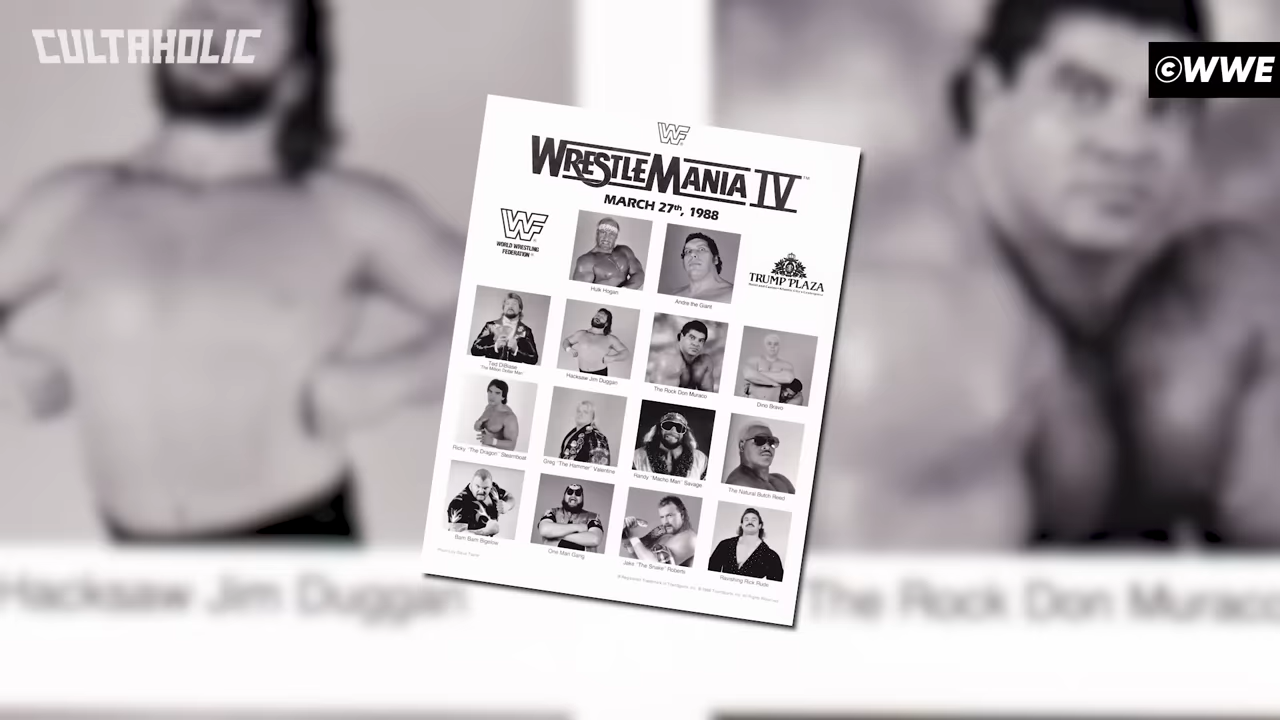 CULTAHOLIC
©WWE
WF
WRESTLEMANIA IV™
MARCH 27th, 1988
WF
WORLD WRESTLING
FEDERATION
TRUMP PLAZA
Hulk Hogan
Andre the Giant
Ted DiBiase
"The Million Dollar Man"
Hacksaw Jim Duggan
The Rock Don Muraco
Dino Bravo
Ricky "The Dragon" Steamboat
Greg "The Hammer" Valentine
Randy "Macho Man" Savage
The Natural Butch Reed
Bam Bam Bigelow
One Man Gang
Jake "The Snake" Roberts
Ravishing Rick Rude
Hacksaw Jim Duggan
The Rock Don Muraco